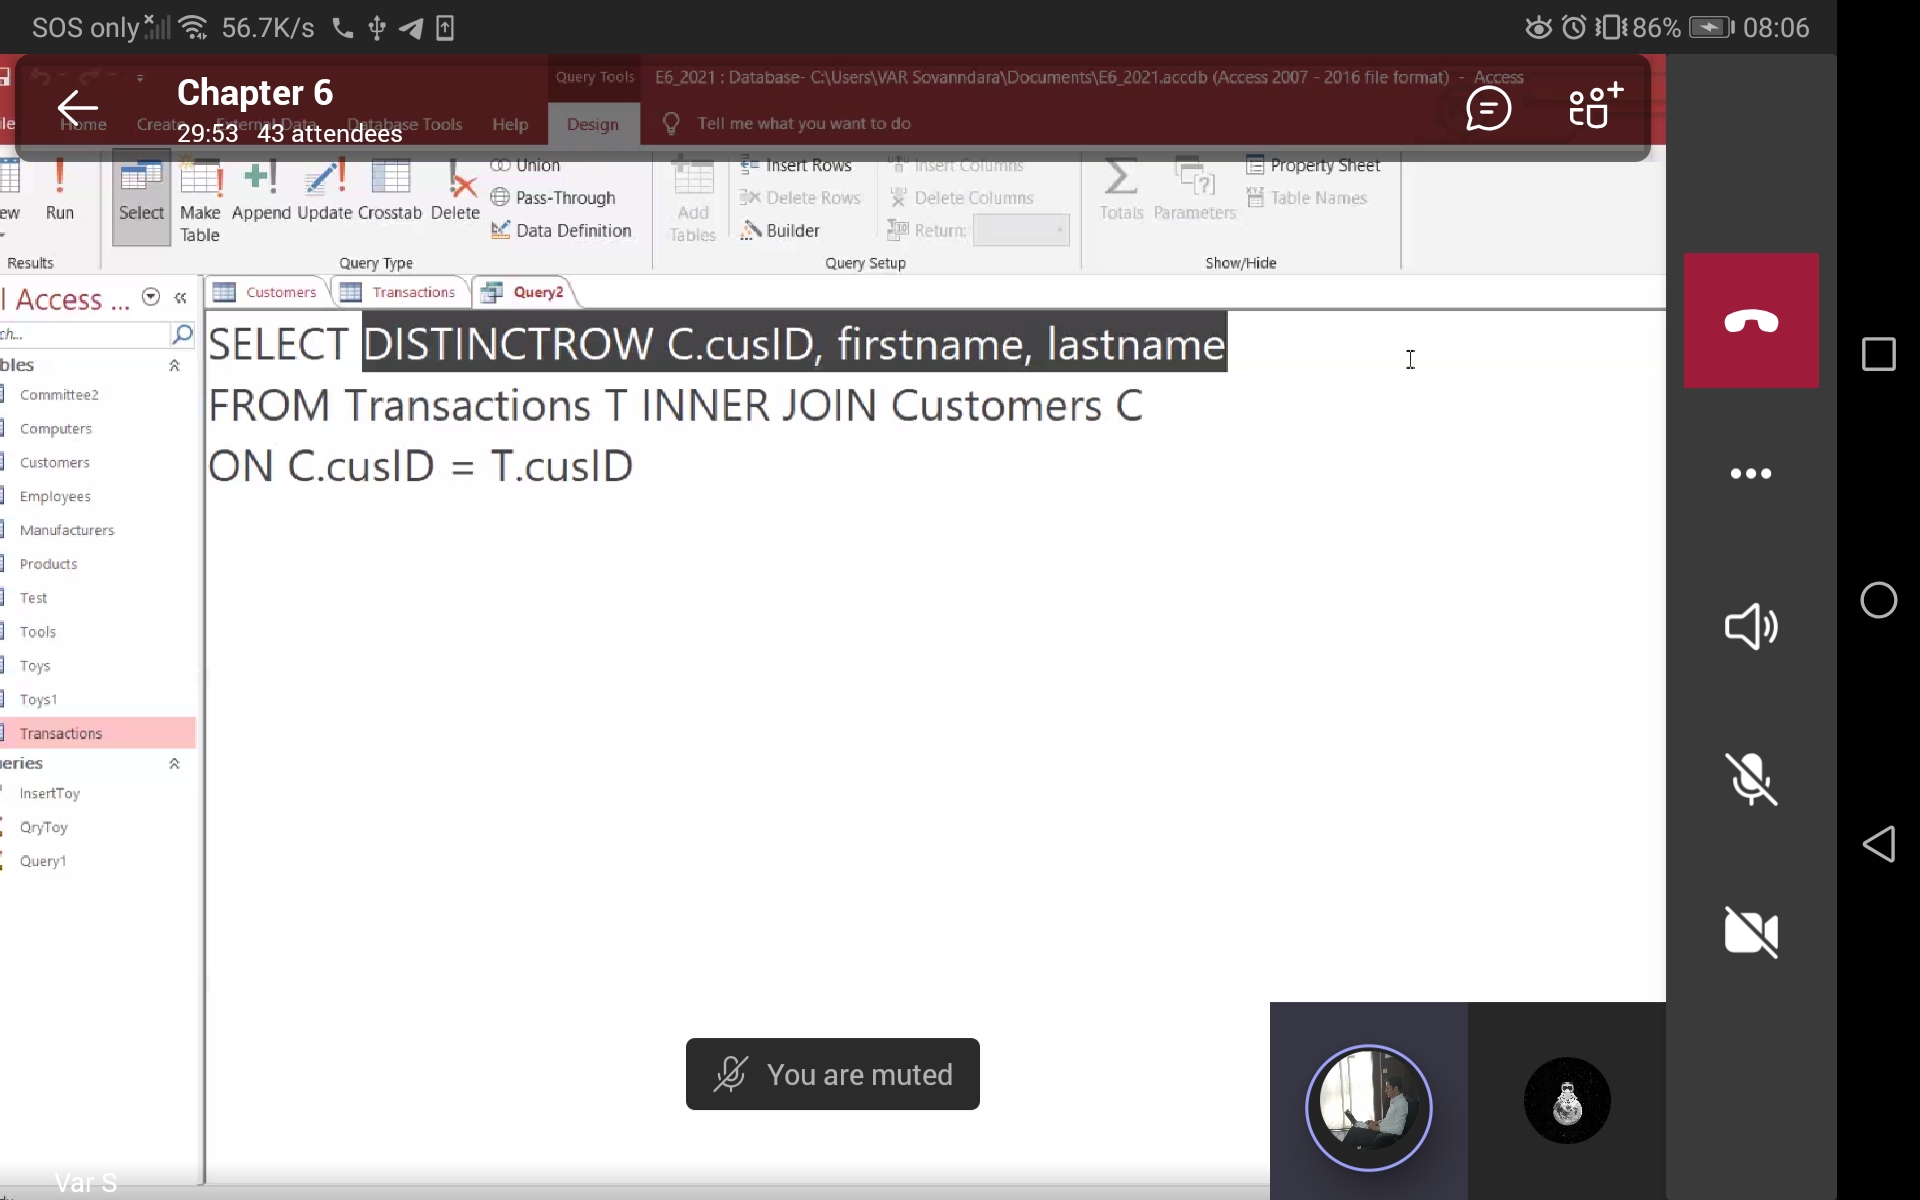 SOS only 56.7K/s 86% 08:06
Query Tools E6_2021 : Database- C:\Users\VAR Sovanndara\Documents\E6_2021.accdb (Access 2007 - 2016 file format) - Access
Chapter 6
29:53 43 attendees
Home Create External Data Database Tools Help Design Tell me what you want to do
Run Select Make Table Append Update Crosstab Delete
Union
Pass-Through
Data Definition
Add Tables
Insert Rows
Delete Rows
Builder
Insert Columns
Delete Columns
Return:
Totals Parameters
Property Sheet
Table Names
Results Query Type Query Setup Show/Hide
l Access ...
Customers Transactions Query2
ch...
bles
Committee2
Computers
Customers
Employees
Manufacturers
Products
Test
Tools
Toys
Toys1
Transactions
ieries
InsertToy
QryToy
Query1
SELECT DISTINCTROW C.cusID, firstname, lastname
FROM Transactions T INNER JOIN Customers C
ON C.cusID = T.cusID
You are muted
Var S